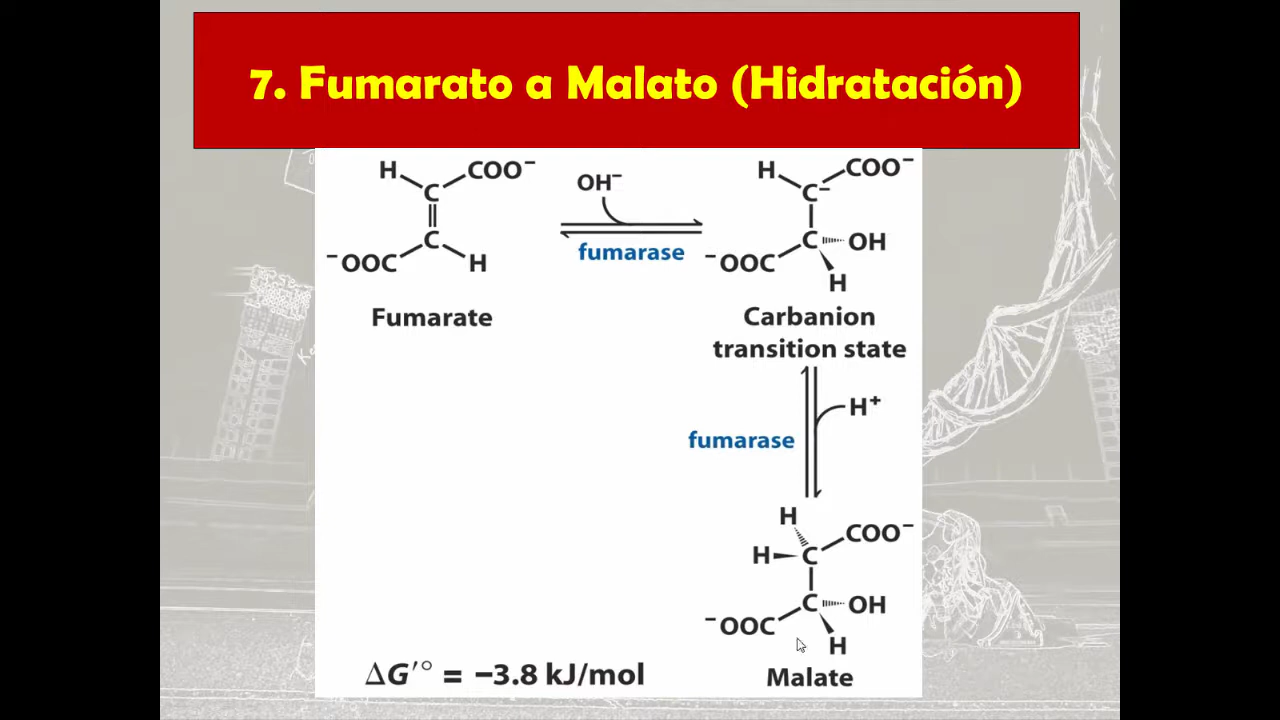 7. Fumarato a Malato (Hidratación)
H COO⁻
C
C
⁻OOC H
Fumarate
OH⁻
fumarase
H COO⁻
C⁻
C OH
⁻OOC
H
Carbanion
transition state
fumarase
H⁺
H
COO⁻
H C
C OH
⁻OOC
H
Malate
ΔG′° = −3.8 kJ/mol